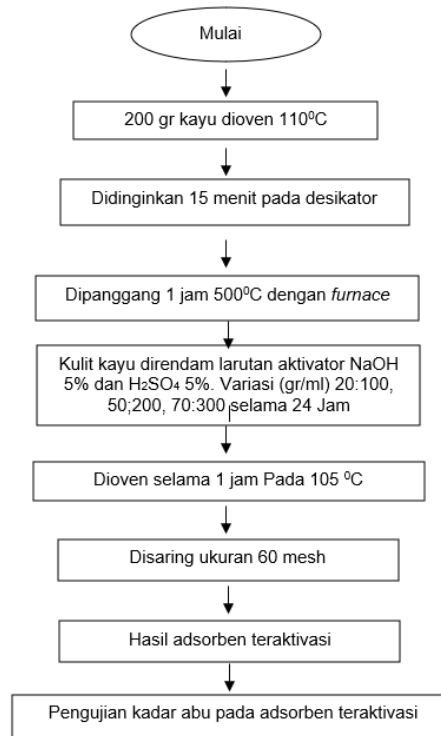 Mulai
200 gr kayu dioven 110⁰C
Didinginkan 15 menit pada desikator
Dipanggang 1 jam 500⁰C dengan furnace
Kulit kayu direndam larutan aktivator NaOH
5% dan H₂SO₄ 5%. Variasi (gr/ml) 20:100,
50;200, 70:300 selama 24 Jam
Dioven selama 1 jam Pada 105 ⁰C
Disaring ukuran 60 mesh
Hasil adsorben teraktivasi
Pengujian kadar abu pada adsorben teraktivasi